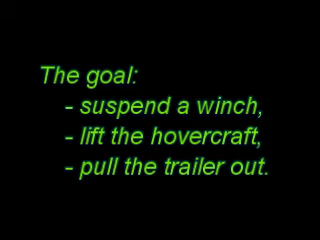 The goal:
- suspend a winch,
- lift the hovercraft,
- pull the trailer out.